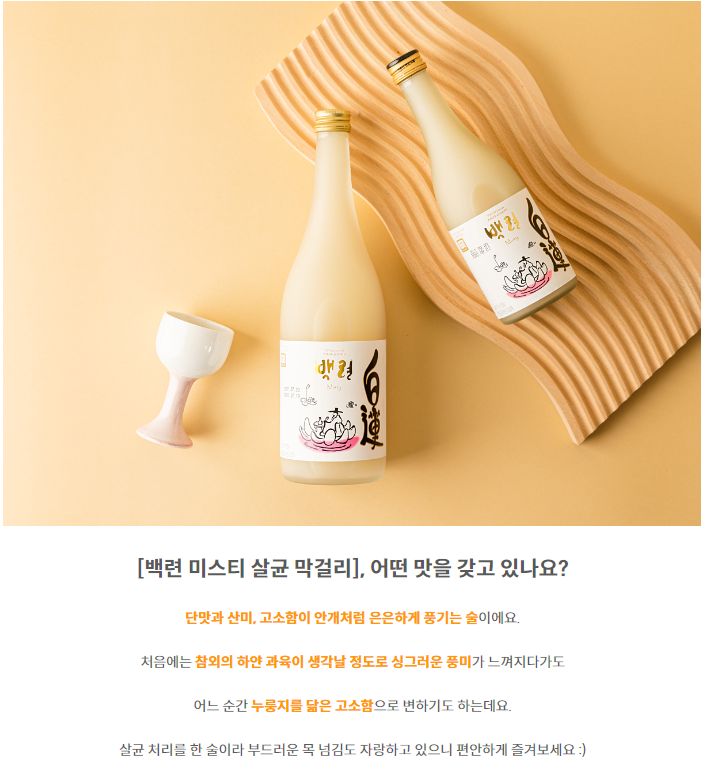 백련
白蓮
백련
Misty
白蓮
[백련 미스티 살균 막걸리], 어떤 맛을 갖고 있나요?
단맛과 산미, 고소함이 안개처럼 은은하게 풍기는 술이에요.
처음에는 참외의 하얀 과육이 생각날 정도로 싱그러운 풍미가 느껴지다가도
어느 순간 누룽지를 닮은 고소함으로 변하기도 하는데요.
살균 처리를 한 술이라 부드러운 목 넘김도 자랑하고 있으니 편안하게 즐겨보세요 :)